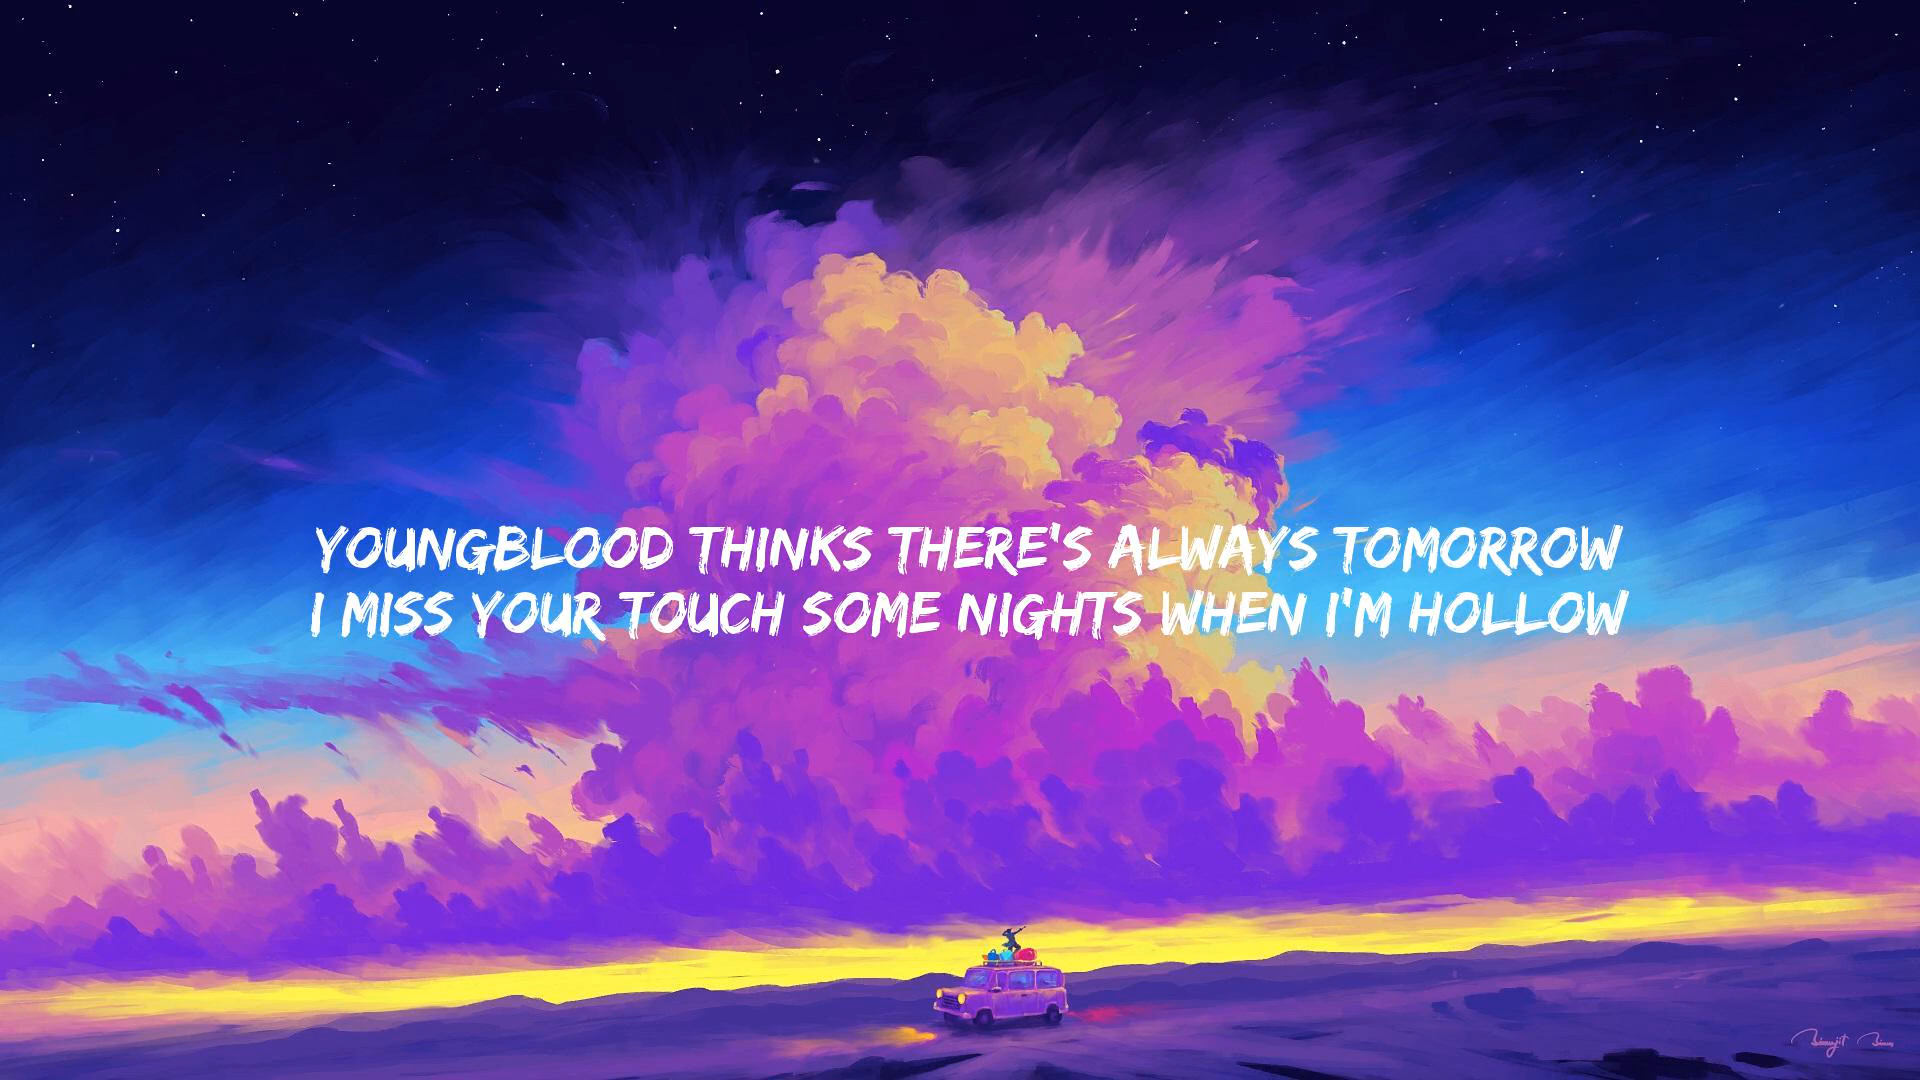 YOUNGBLOOD THINKS THERE'S ALWAYS TOMORROW
I MISS YOUR TOUCH SOME NIGHTS WHEN I'M HOLLOW